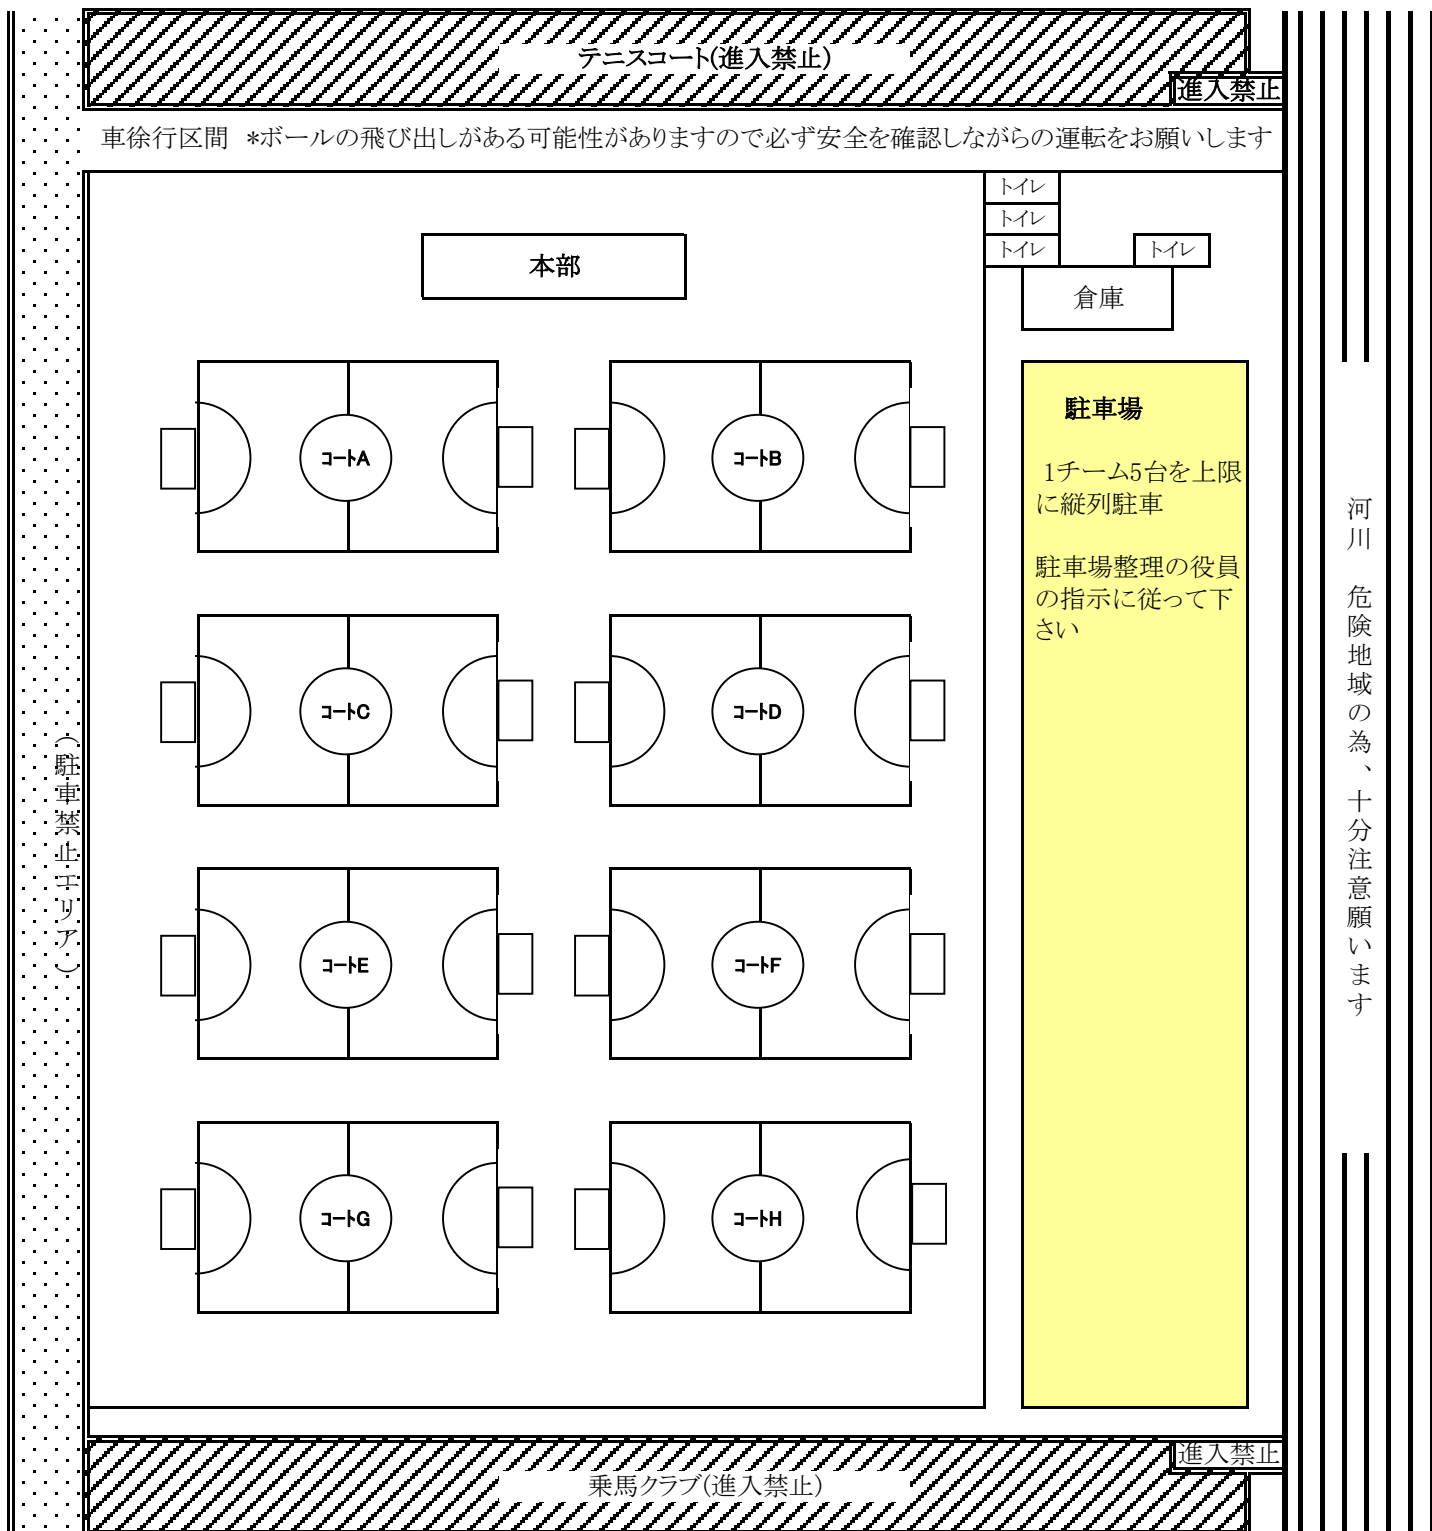 テニスコート(進入禁止)
進入禁止
車徐行区間 *ボールの飛び出しがある可能性がありますので必ず安全を確認しながらの運転をお願いします
トイレ
トイレ
トイレ
トイレ
本部
倉庫
駐車場
1チーム5台を上限
に縦列駐車
駐車場整理の役員
の指示に従って下
さい
コートA
コートB
コートC
コートD
コートE
コートF
コートG
コートH
(駐車禁止エリア)
河川 危険地域の為、十分注意願います
進入禁止
乗馬クラブ(進入禁止)